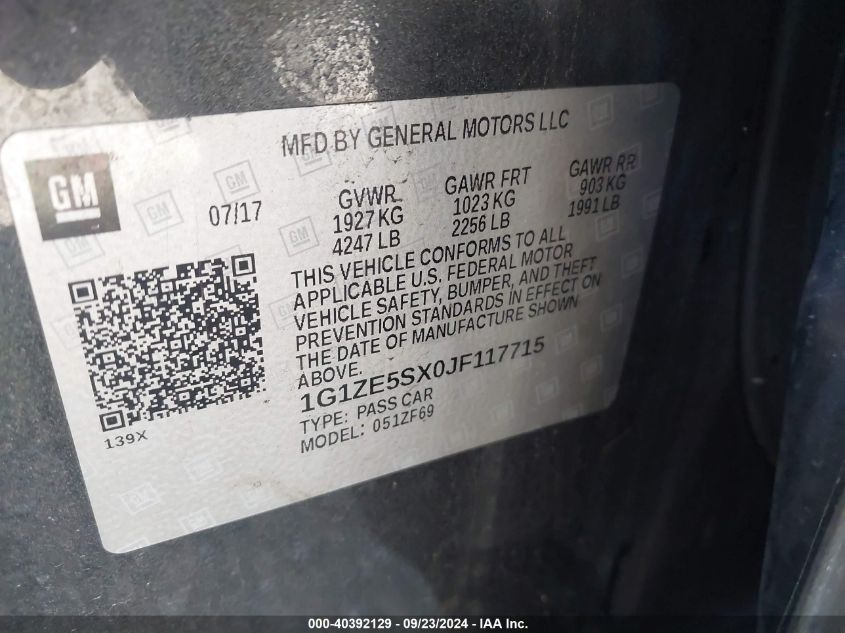 MFD BY GENERAL MOTORS LLC
GM
07/17
GVWR
1927 KG
4247 LB
GAWR FRT
1023 KG
2256 LB
GAWR RR
903 KG
1991 LB
THIS VEHICLE CONFORMS TO ALL
APPLICABLE U.S. FEDERAL MOTOR
VEHICLE SAFETY, BUMPER, AND THEFT
PREVENTION STANDARDS IN EFFECT ON
THE DATE OF MANUFACTURE SHOWN
ABOVE.
1G1ZE5SX0JF117715
TYPE: PASS CAR
MODEL: 051ZF69
139X
000-40392129 - 09/23/2024 - IAA, Inc.